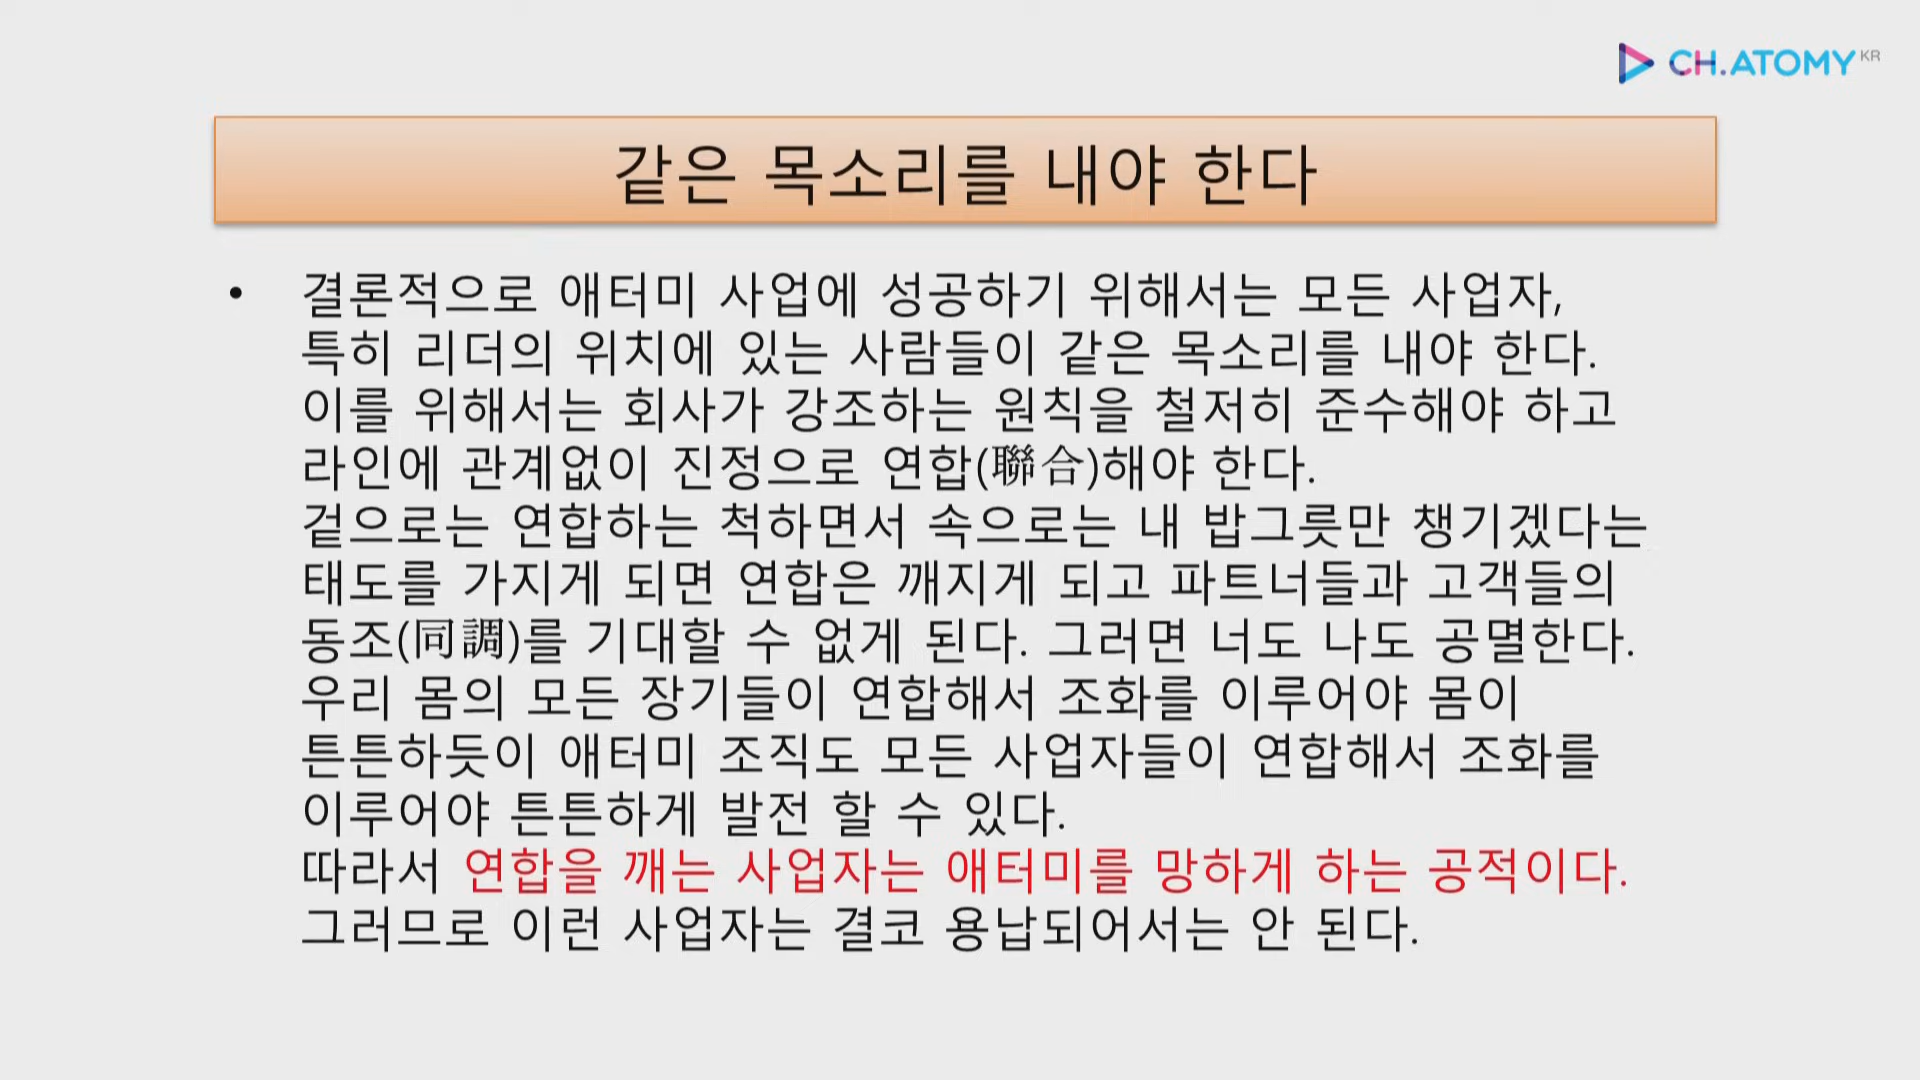 CH.ATOMY KR
같은 목소리를 내야 한다
• 결론적으로 애터미 사업에 성공하기 위해서는 모든 사업자,
특히 리더의 위치에 있는 사람들이 같은 목소리를 내야 한다.
이를 위해서는 회사가 강조하는 원칙을 철저히 준수해야 하고
라인에 관계없이 진정으로 연합(聯合)해야 한다.
겉으로는 연합하는 척하면서 속으로는 내 밥그릇만 챙기겠다는
태도를 가지게 되면 연합은 깨지게 되고 파트너들과 고객들의
동조(同調)를 기대할 수 없게 된다. 그러면 너도 나도 공멸한다.
우리 몸의 모든 장기들이 연합해서 조화를 이루어야 몸이
튼튼하듯이 애터미 조직도 모든 사업자들이 연합해서 조화를
이루어야 튼튼하게 발전 할 수 있다.
따라서 연합을 깨는 사업자는 애터미를 망하게 하는 공적이다.
그러므로 이런 사업자는 결코 용납되어서는 안 된다.